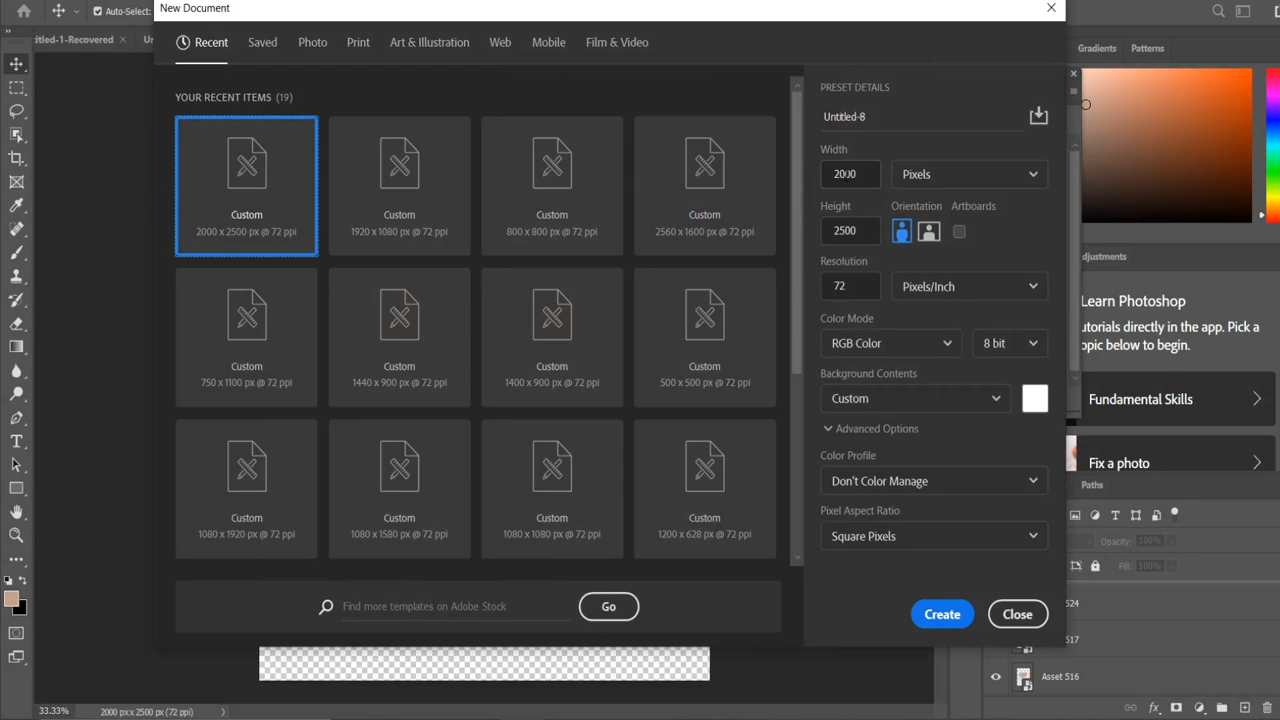 New Document
Auto-Select:
Recent
Saved
Photo
Print
Art & Illustration
Web
Mobile
Film & Video
titled-1-Recovered
YOUR RECENT ITEMS (19)
Custom
2000 x 2500 px @ 72 ppi
Custom
1920 x 1080 px @ 72 ppi
Custom
800 x 800 px @ 72 ppi
Custom
2560 x 1600 px @ 72 ppi
Custom
750 x 1100 px @ 72 ppi
Custom
1440 x 900 px @ 72 ppi
Custom
1400 x 900 px @ 72 ppi
Custom
500 x 500 px @ 72 ppi
Custom
1080 x 1920 px @ 72 ppi
Custom
1080 x 1580 px @ 72 ppi
Custom
1080 x 1080 px @ 72 ppi
Custom
1200 x 628 px @ 72 ppi
Find more templates on Adobe Stock
Go
PRESET DETAILS
Untitled-8
Width
2000
Pixels
Height
Orientation
Artboards
2500
Resolution
72
Pixels/Inch
Color Mode
RGB Color
8 bit
Background Contents
Custom
Advanced Options
Color Profile
Don't Color Manage
Pixel Aspect Ratio
Square Pixels
Create
Close
Gradients
Patterns
djustments
Learn Photoshop
utorials directly in the app. Pick a
opic below to begin.
Fundamental Skills
Fix a photo
Paths
Opacity: 100%
Fill: 100%
524
517
Asset 516
33.33%
2000 px x 2500 px (72 ppi)